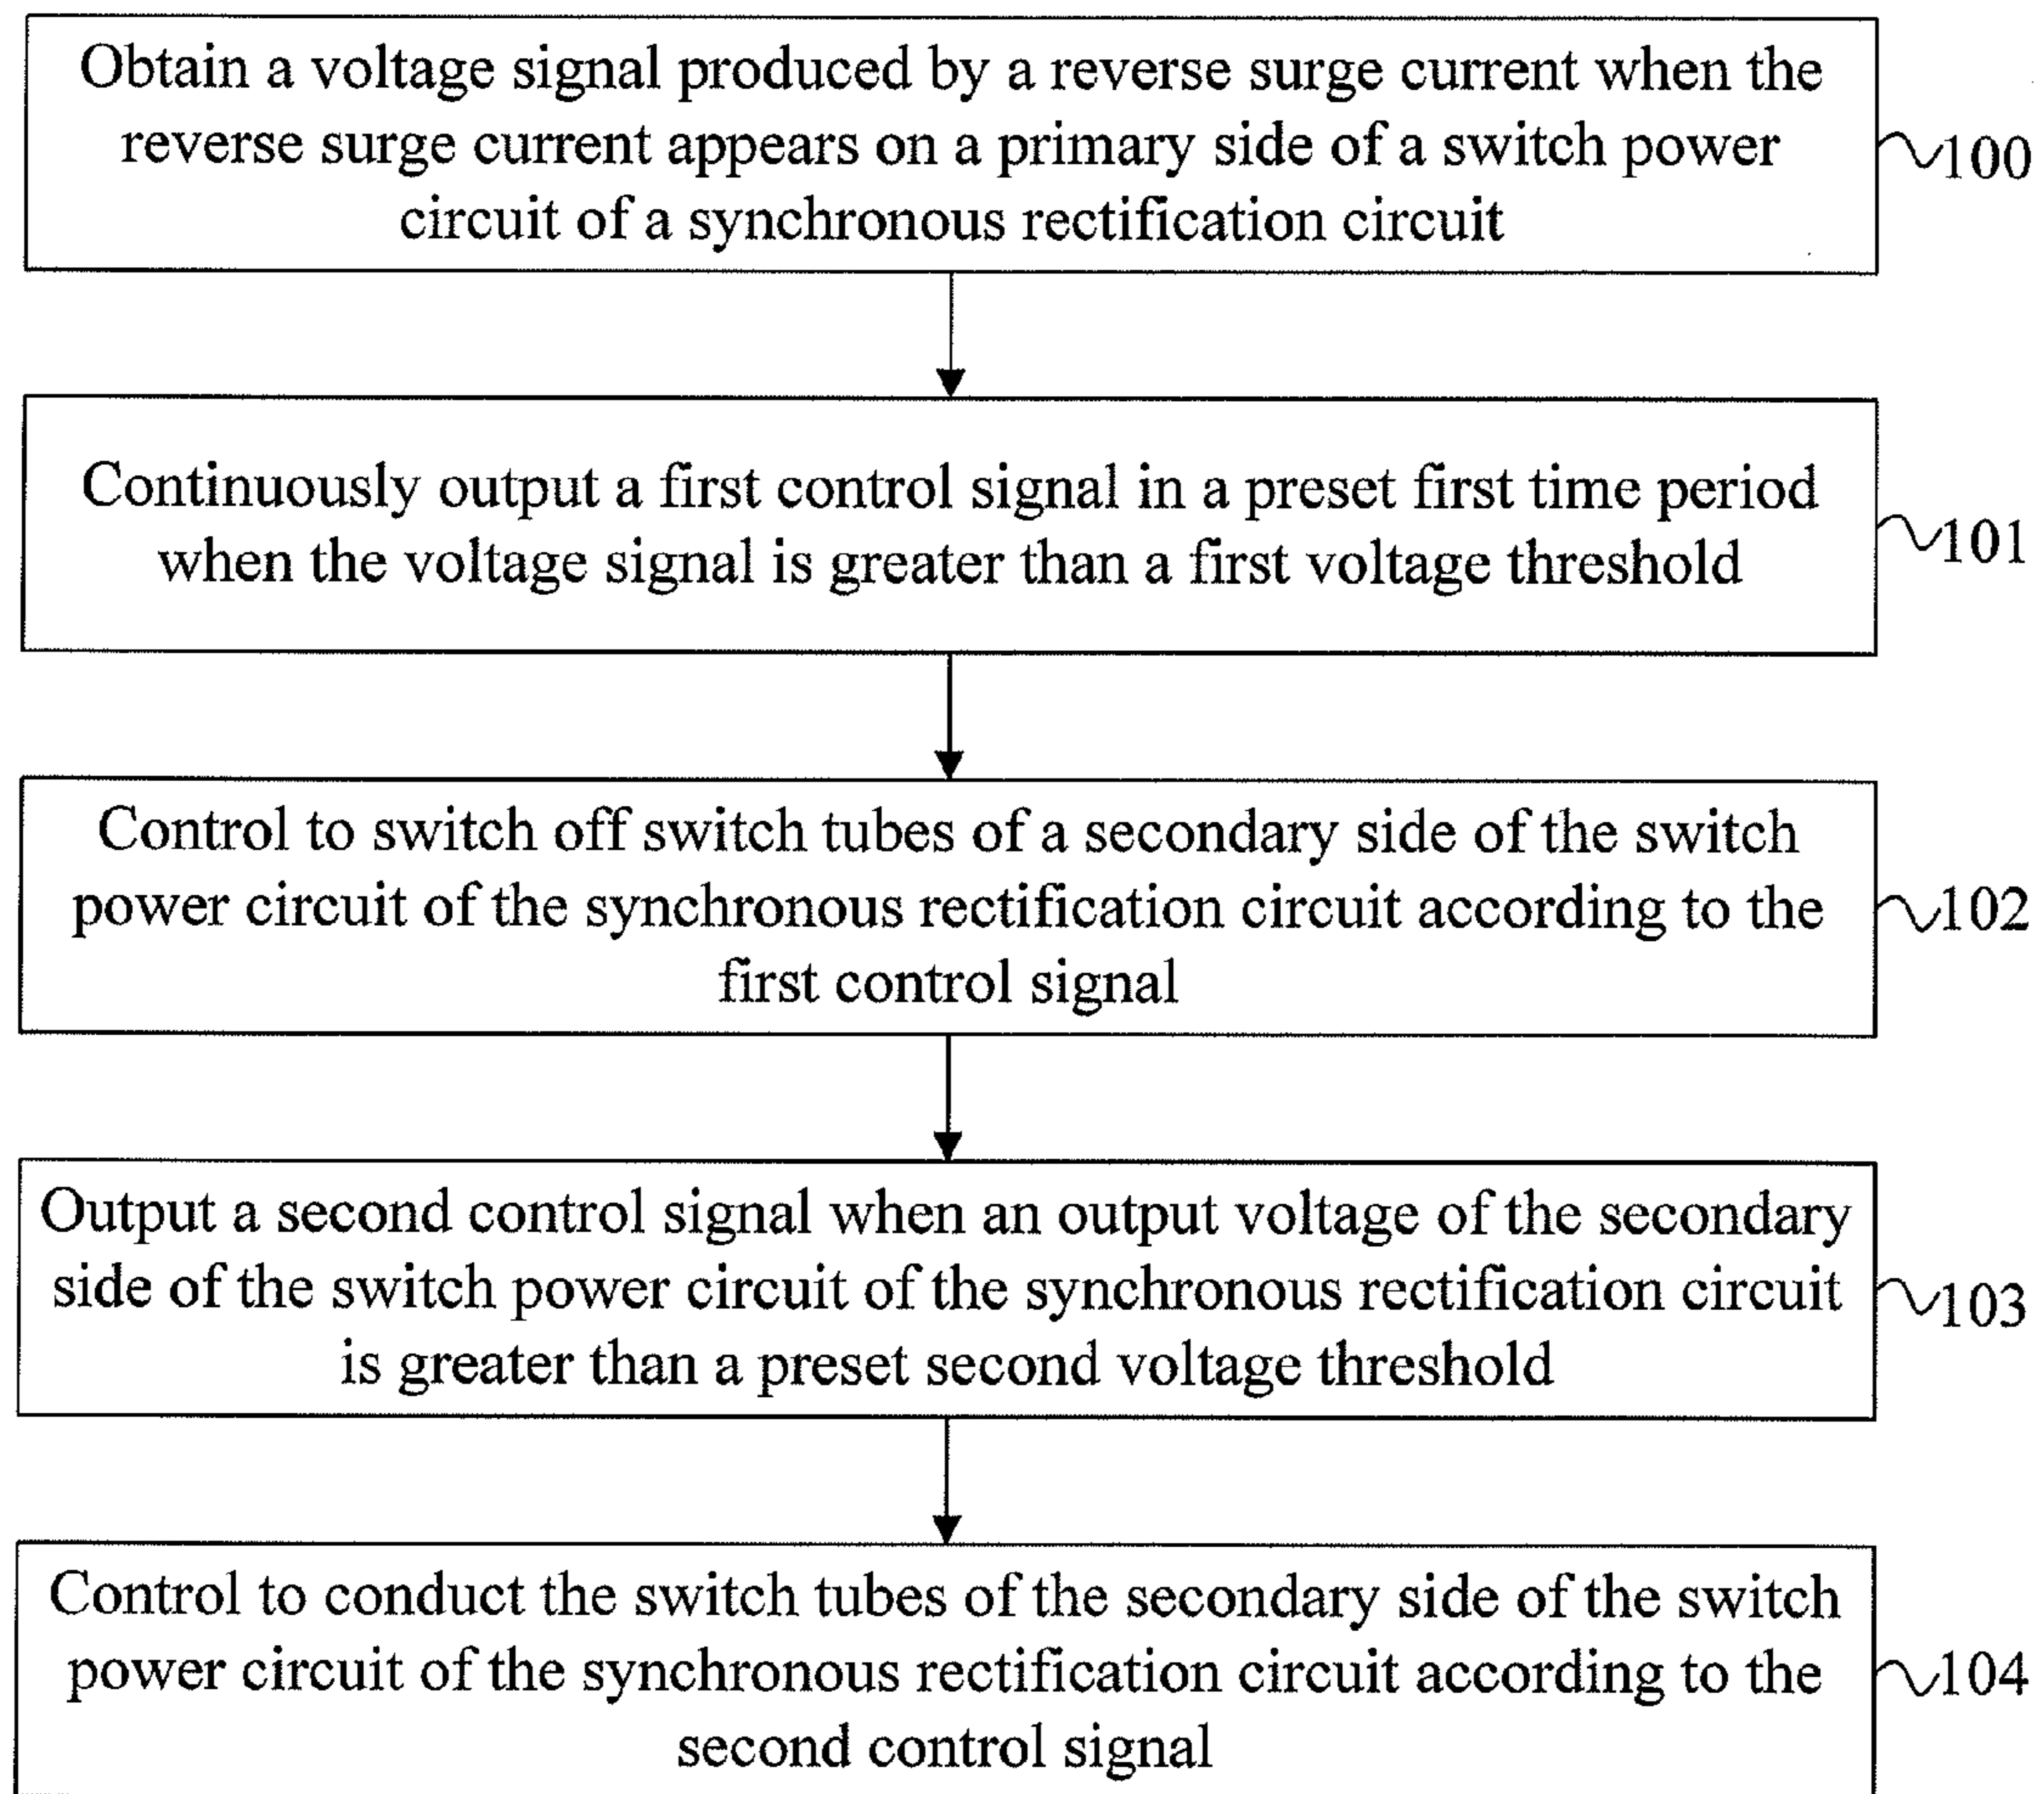 Obtain a voltage signal produced by a reverse surge current when the
reverse surge current appears on a primary side of a switch power
circuit of a synchronous rectification circuit
100
Continuously output a first control signal in a preset first time period
when the voltage signal is greater than a first voltage threshold
101
Control to switch off switch tubes of a secondary side of the switch
power circuit of the synchronous rectification circuit according to the
first control signal
102
Output a second control signal when an output voltage of the secondary
side of the switch power circuit of the synchronous rectification circuit
is greater than a preset second voltage threshold
103
Control to conduct the switch tubes of the secondary side of the switch
power circuit of the synchronous rectification circuit according to the
second control signal
104